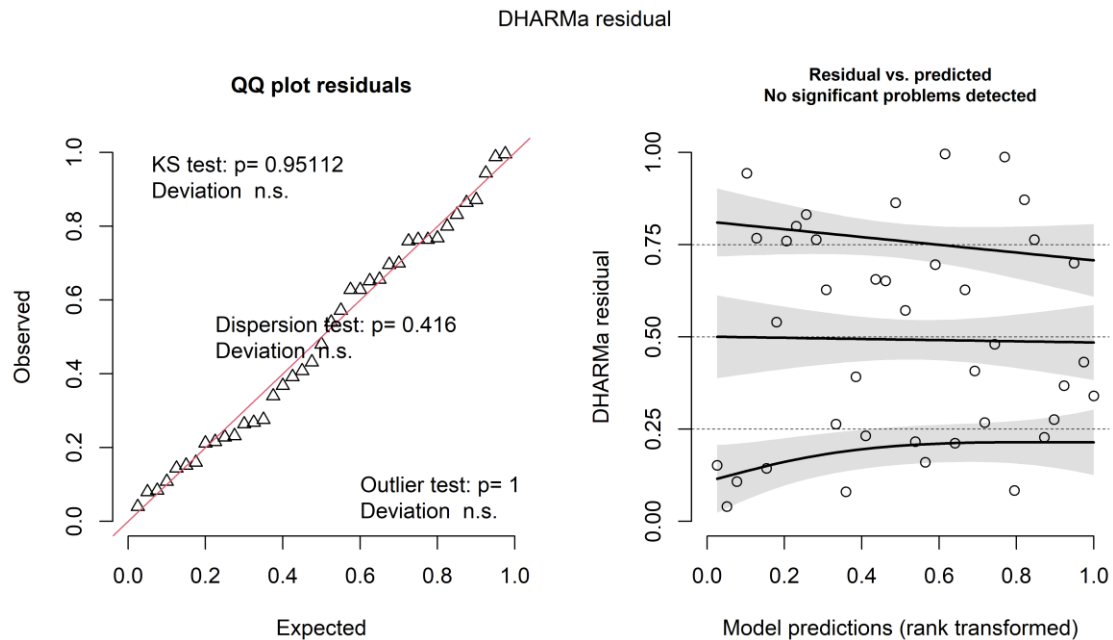 DHARMa residual
QQ plot residuals
KS test: p= 0.95112
Deviation n.s.
Dispersion test: p= 0.416
Deviation n.s.
Outlier test: p= 1
Deviation n.s.
Observed
1.0
0.8
0.6
0.4
0.2
0.0
0.0 0.2 0.4 0.6 0.8 1.0
Expected
Residual vs. predicted
No significant problems detected
DHARMa residual
1.00
0.75
0.50
0.25
0.00
0.0 0.2 0.4 0.6 0.8 1.0
Model predictions (rank transformed)